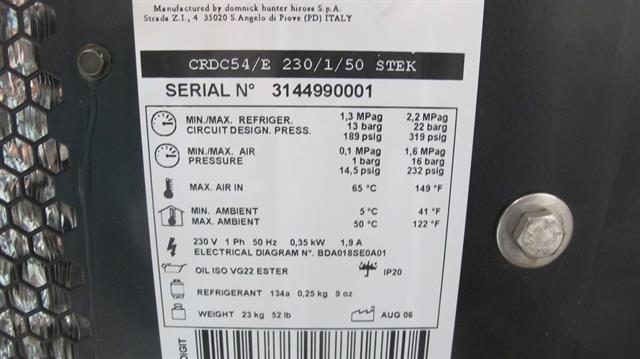 Manufactured by domnick hunter hiross S.p.A.
Strada Z.I., 4 35020 S.Angelo di Piove (PD) ITALY
CRDC54/E 230/1/50 STEK
SERIAL N° 3144990001
MIN./MAX. REFRIGER. 1,3 MPag 2,2 MPag
CIRCUIT DESIGN. PRESS. 13 barg 22 barg
189 psig 319 psig
MIN./MAX. AIR 0,1 MPag 1,6 MPag
PRESSURE 1 barg 16 barg
14,5 psig 232 psig
MAX. AIR IN 65 °C 149 °F
MIN. AMBIENT 5 °C 41 °F
MAX. AMBIENT 50 °C 122 °F
230 V 1 Ph 50 Hz 0,35 kW 1,9 A
ELECTRICAL DIAGRAM N°. BDA018SE0A01
OIL ISO VG22 ESTER IP20
REFRIGERANT 134a 0,25 kg 9 oz
WEIGHT 23 kg 52 lb AUG 06
DIGIT